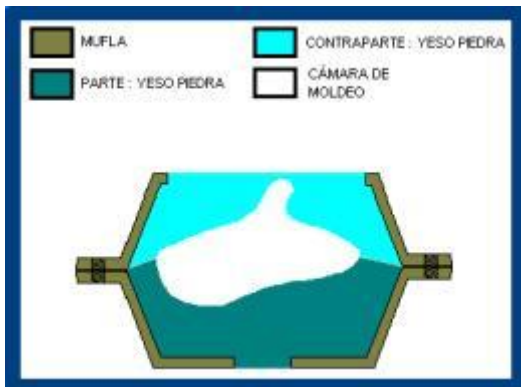 MUFLA
CONTRAPARTE : YESO PIEDRA
PARTE : YESO PIEDRA
CÁMARA DE
MOLDEO